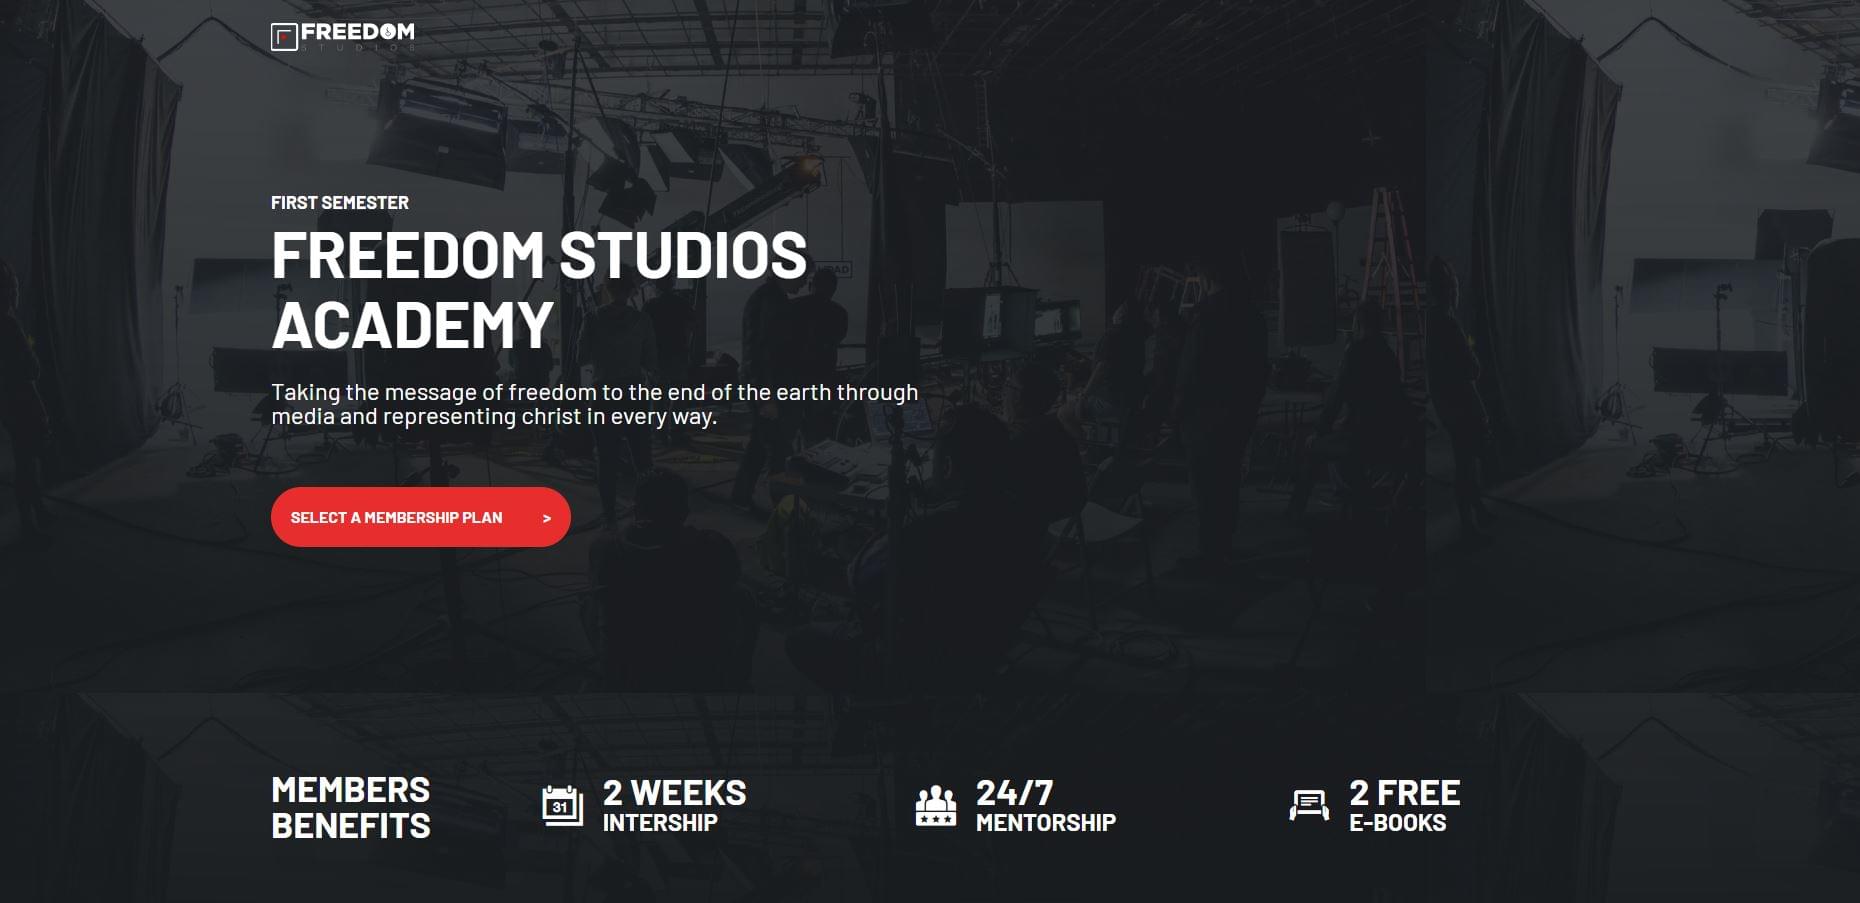 FREEDOM
STUDIOS
FIRST SEMESTER
FREEDOM STUDIOS
ACADEMY
Taking the message of freedom to the end of the earth through
media and representing christ in every way.
SELECT A MEMBERSHIP PLAN >
MEMBERS
BENEFITS
31
2 WEEKS
INTERSHIP
24/7
MENTORSHIP
2 FREE
E-BOOKS